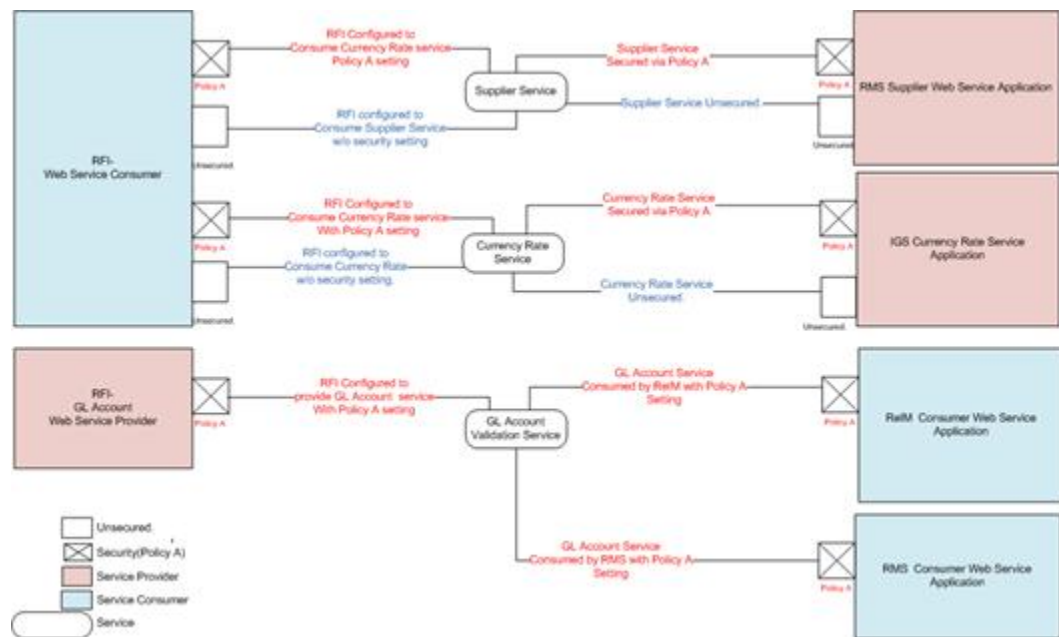 RFI Configured to
Consume Currency Rate service
Policy A setting
Policy A
Supplier Service
Supplier Service
Secured via Policy A
Policy A
RMS Supplier Web Service Application
Supplier Service Unsecured
RFI configured to
Consume Supplier Service
w/o security setting
Unsecured
Unsecured
RFI-
Web Service Consumer
RFI Configured to
Consume Currency Rate service
With Policy A setting
Policy A
Currency Rate
Service
Currency Rate Service
Secured via Policy A
Policy A
IGS Currency Rate Service
Application
RFI configured to
Consume Currency Rate
w/o security setting.
Unsecured
Currency Rate Service
Unsecured
Unsecured.
RFI-
GL Account
Web Service Provider
Policy A
RFI Configured to
provide GL Account service
With Policy A setting
GL Account
Validation Service
GL Account Service
Consumed by ReIM with Policy A
Setting
Policy A
ReIM Consumer Web Service
Application
GL Account Service
Consumed by RMS with Policy A
Setting
Policy A
RMS Consumer Web Service
Application
Unsecured.
Security(Policy A)
Service Provider
Service Consumer
Service